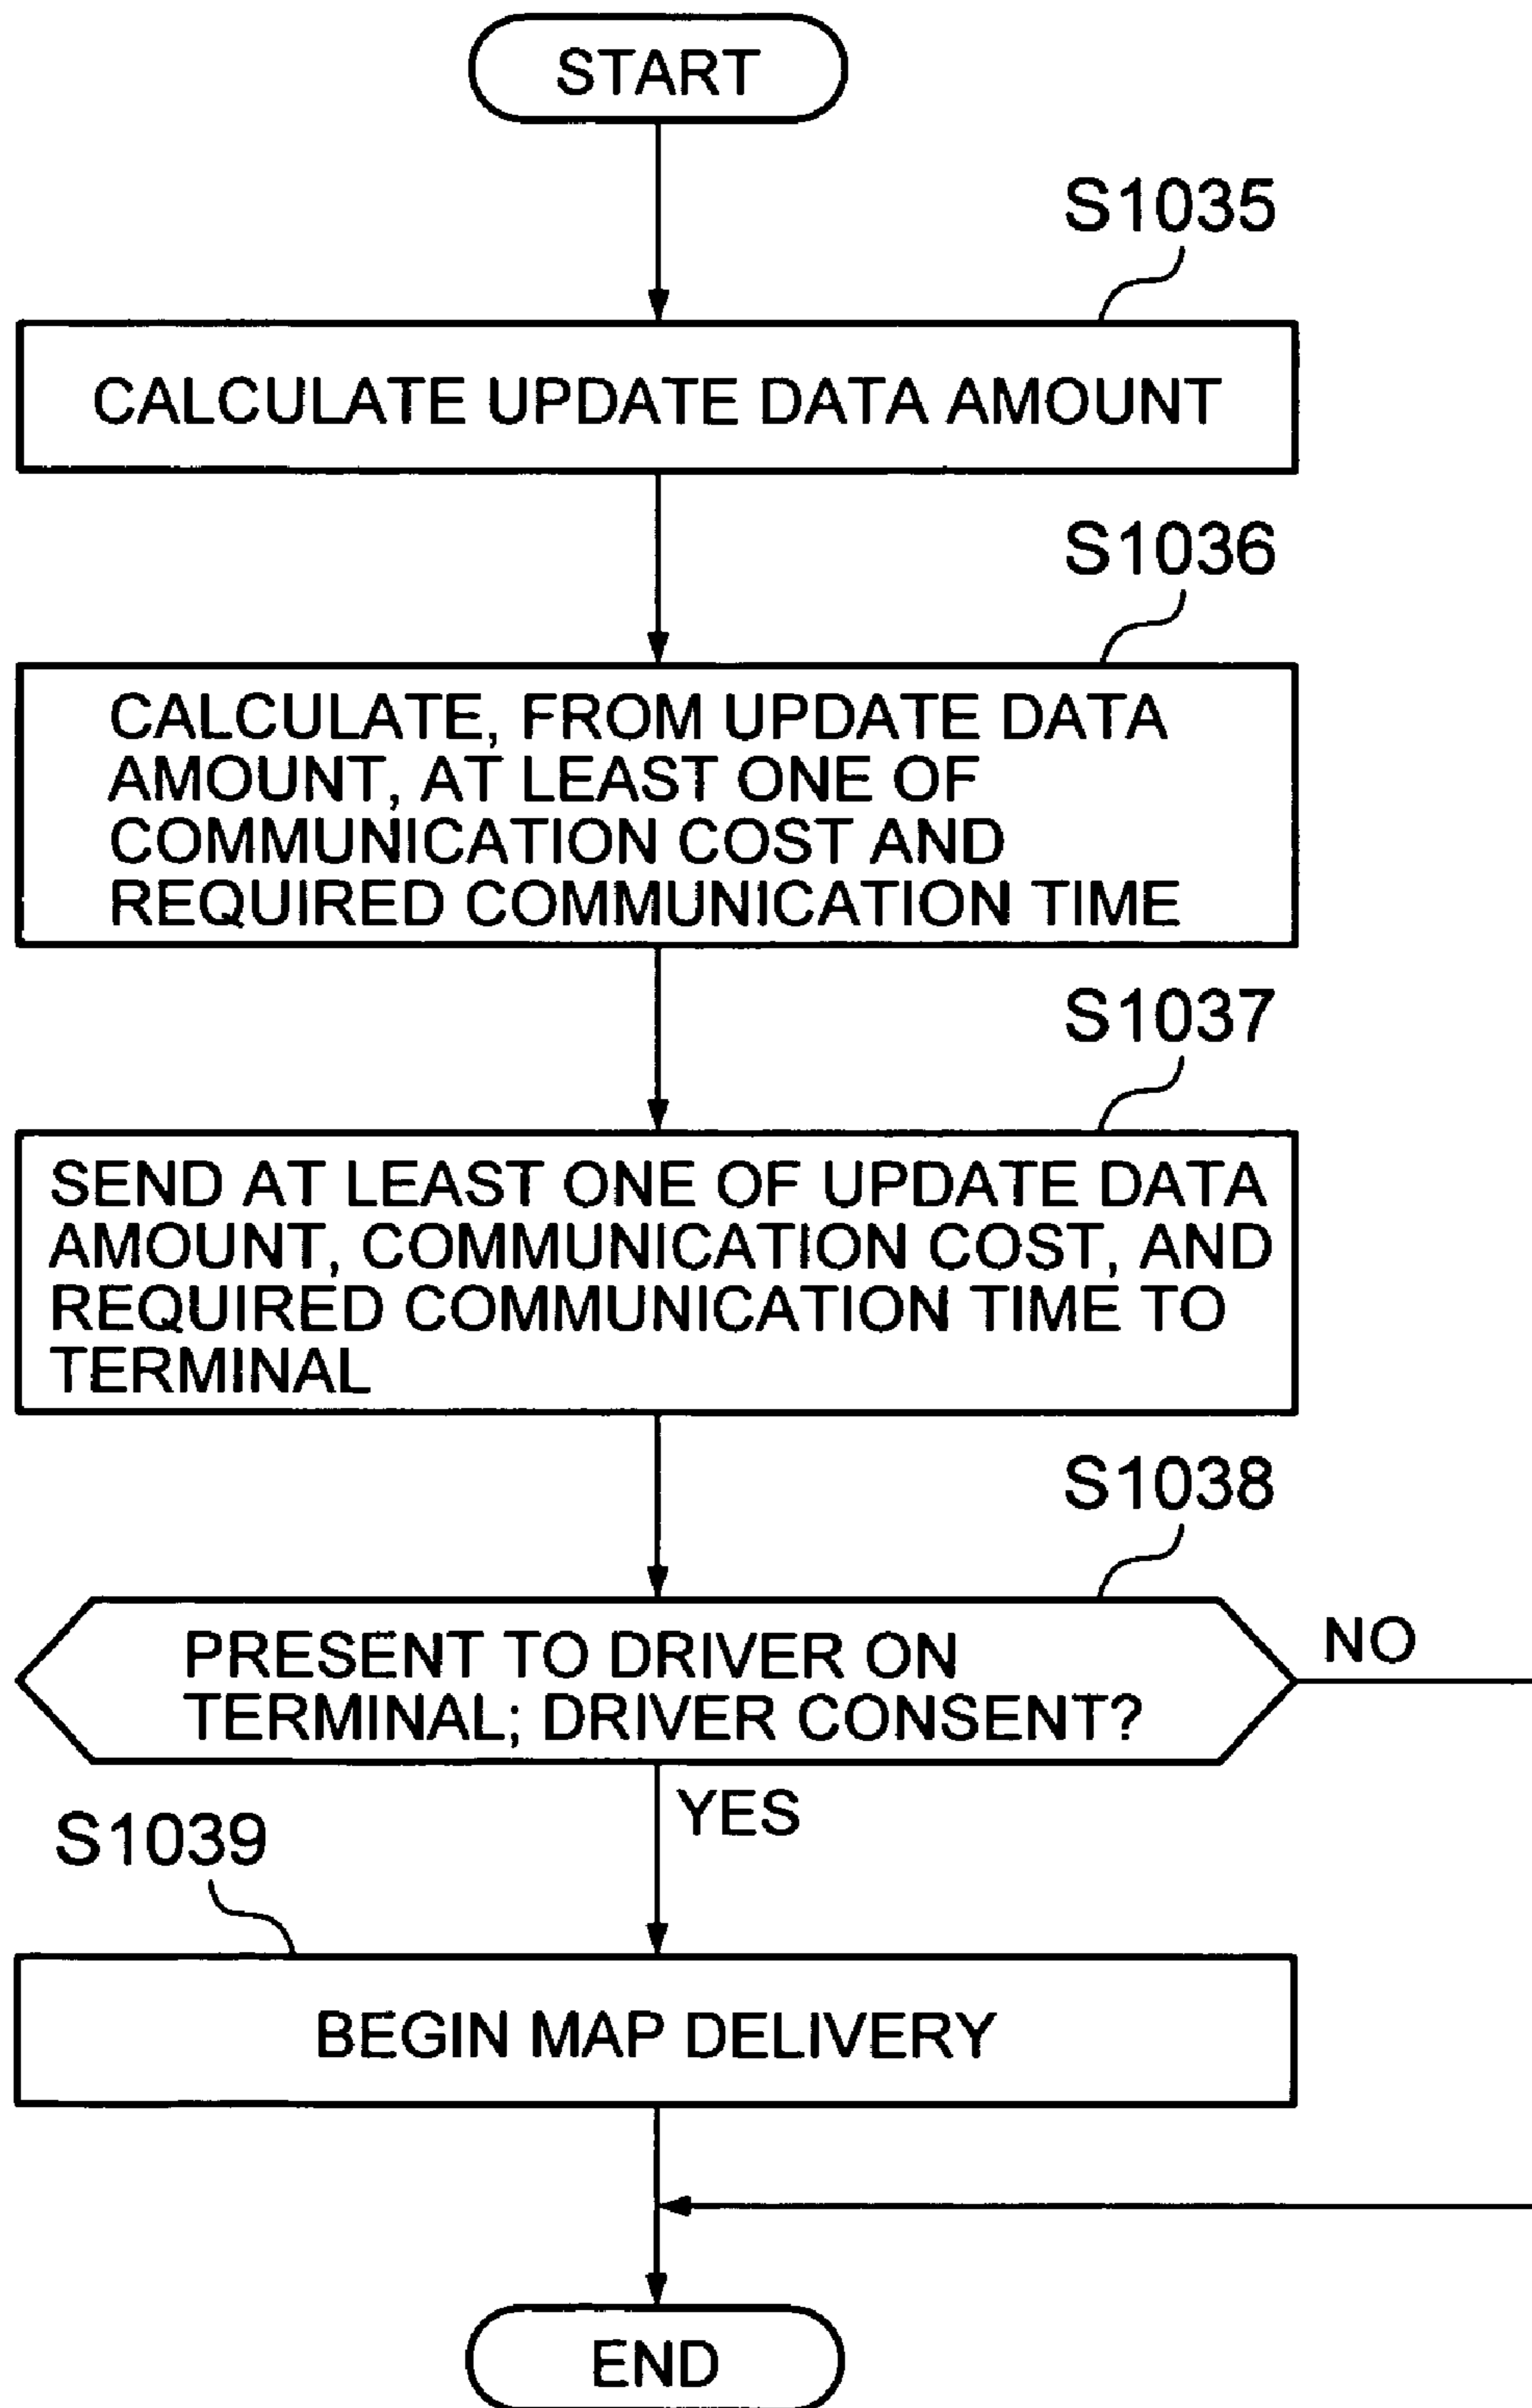 START
S1035
CALCULATE UPDATE DATA AMOUNT
S1036
CALCULATE, FROM UPDATE DATA
AMOUNT, AT LEAST ONE OF
COMMUNICATION COST AND
REQUIRED COMMUNICATION TIME
S1037
SEND AT LEAST ONE OF UPDATE DATA
AMOUNT, COMMUNICATION COST, AND
REQUIRED COMMUNICATION TIME TO
TERMINAL
S1038
PRESENT TO DRIVER ON
TERMINAL; DRIVER CONSENT?
NO
YES
S1039
BEGIN MAP DELIVERY
END